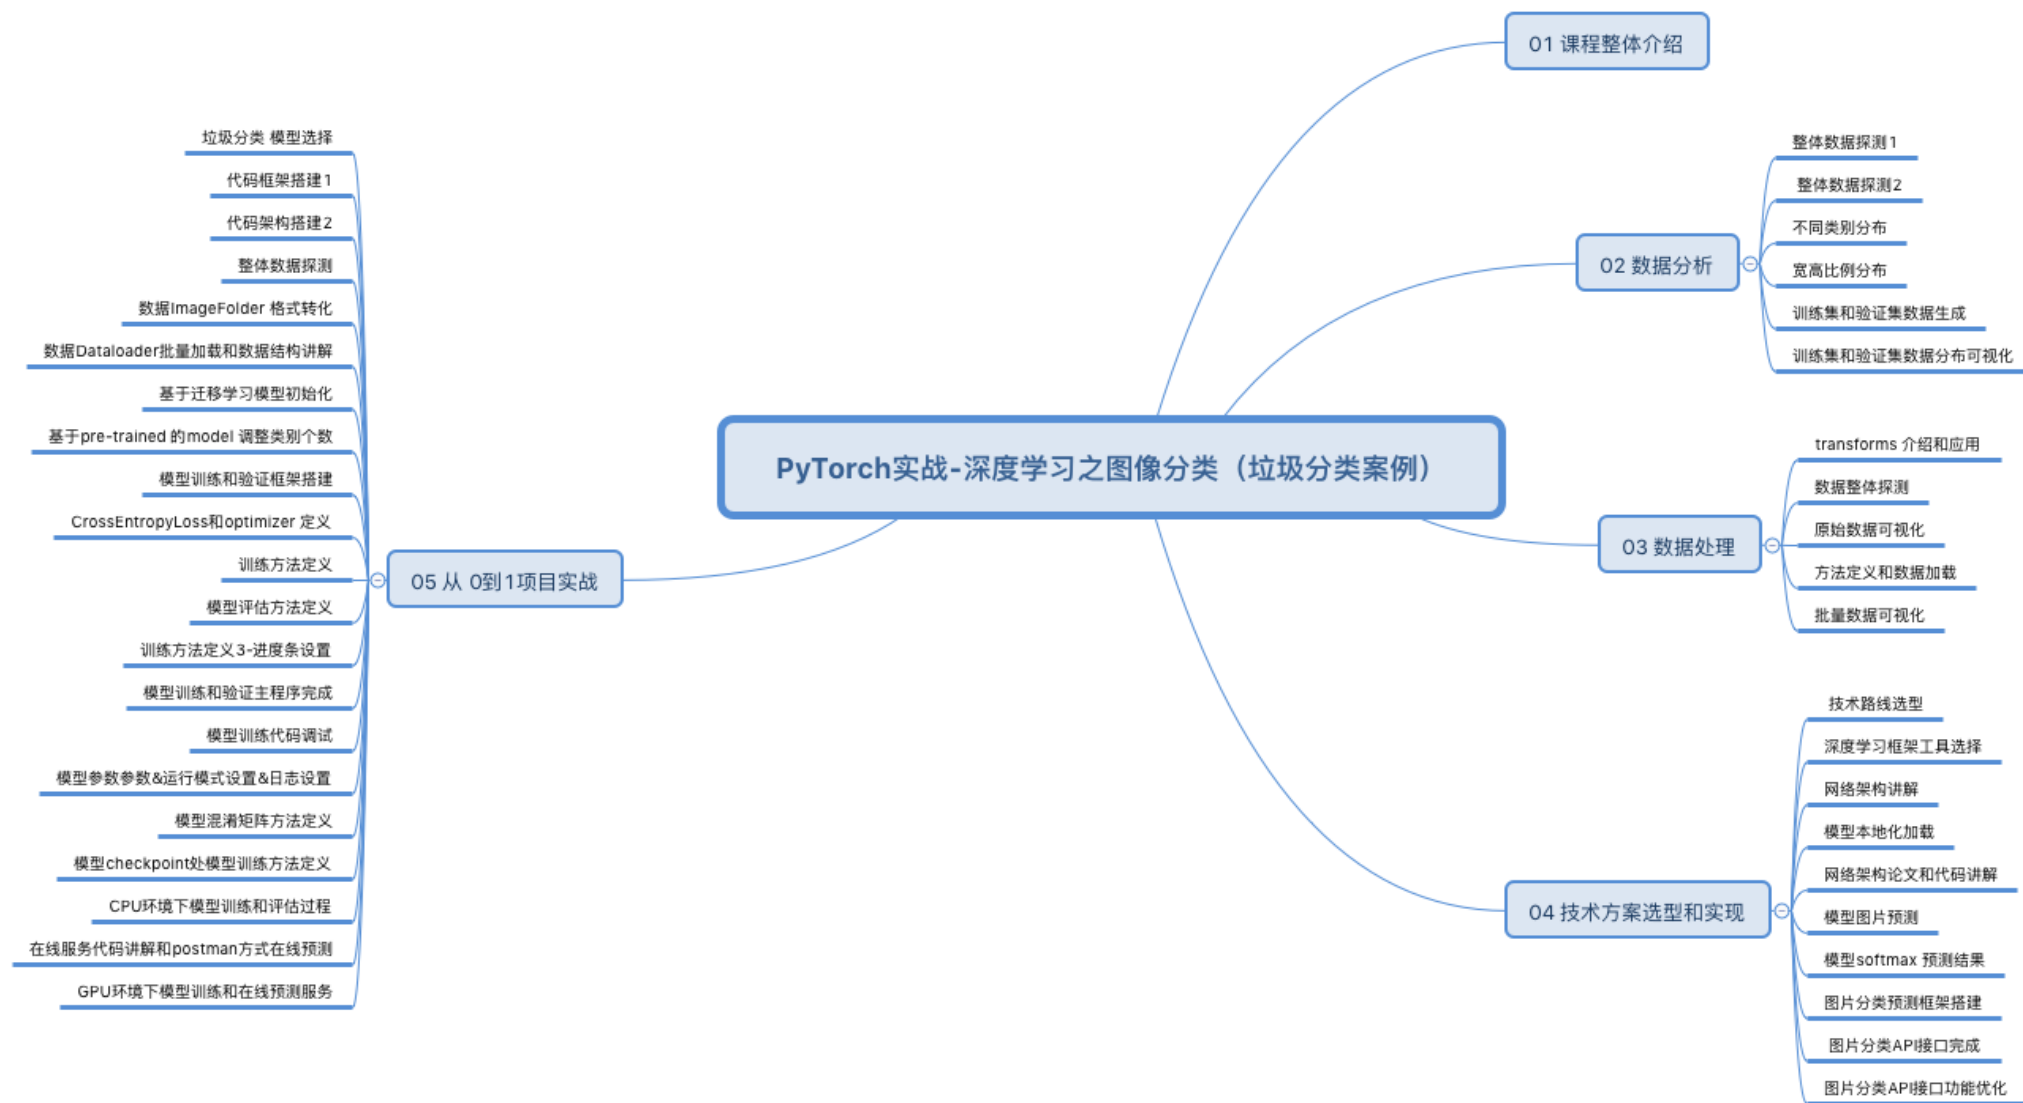 PyTorch实战-深度学习之图像分类（垃圾分类案例）
01 课程整体介绍
02 数据分析
整体数据探测1
整体数据探测2
不同类别分布
宽高比例分布
训练集和验证集数据生成
训练集和验证集数据分布可视化
03 数据处理
transforms 介绍和应用
数据整体探测
原始数据可视化
方法定义和数据加载
批量数据可视化
04 技术方案选型和实现
技术路线选型
深度学习框架工具选择
网络架构讲解
模型本地化加载
网络架构论文和代码讲解
模型图片预测
模型softmax 预测结果
图片分类预测框架搭建
图片分类API接口完成
图片分类API接口功能优化
05 从 0到1项目实战
垃圾分类 模型选择
代码框架搭建1
代码架构搭建2
整体数据探测
数据ImageFolder 格式转化
数据Dataloader批量加载和数据结构讲解
基于迁移学习模型初始化
基于pre-trained 的model 调整类别个数
模型训练和验证框架搭建
CrossEntropyLoss和optimizer 定义
训练方法定义
模型评估方法定义
训练方法定义3-进度条设置
模型训练和验证主程序完成
模型训练代码调试
模型参数参数&运行模式设置&日志设置
模型混淆矩阵方法定义
模型checkpoint处模型训练方法定义
CPU环境下模型训练和评估过程
在线服务代码讲解和postman方式在线预测
GPU环境下模型训练和在线预测服务